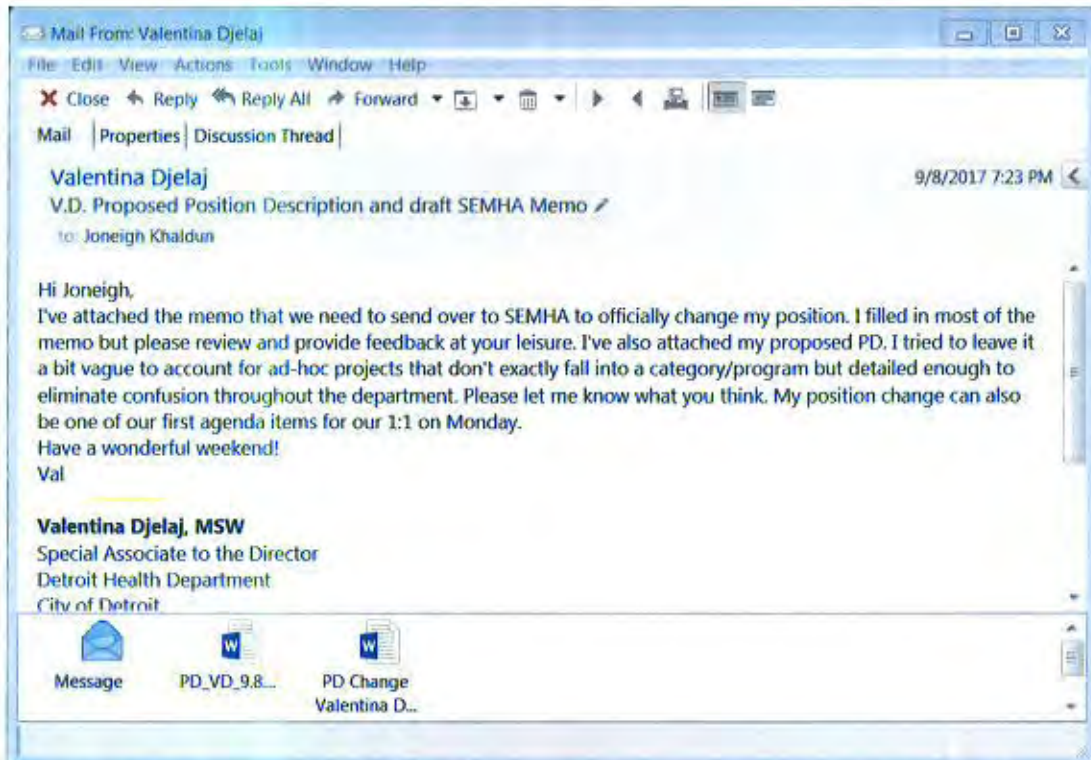 Mail From: Valentina Djelaj
File Edit View Actions Tools Window Help
Close Reply Reply All Forward
Mail Properties Discussion Thread
Valentina Djelaj 9/8/2017 7:23 PM
V.D. Proposed Position Description and draft SEMHA Memo
to: Joneigh Khaldun
Hi Joneigh,
I've attached the memo that we need to send over to SEMHA to officially change my position. I filled in most of the
memo but please review and provide feedback at your leisure. I've also attached my proposed PD. I tried to leave it
a bit vague to account for ad-hoc projects that don't exactly fall into a category/program but detailed enough to
eliminate confusion throughout the department. Please let me know what you think. My position change can also
be one of our first agenda items for our 1:1 on Monday.
Have a wonderful weekend!
Val
Valentina Djelaj, MSW
Special Associate to the Director
Detroit Health Department
City of Detroit
Message PD_VD_9.8... PD Change
Valentina D...